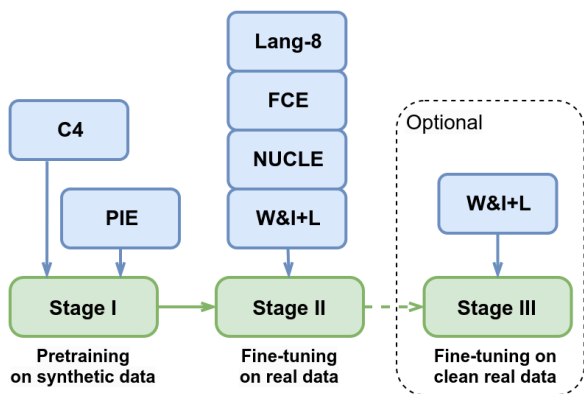 Lang-8
FCE
NUCLE
W&I+L
C4
PIE
Optional
W&I+L
Stage I
Stage II
Stage III
Pretraining
on synthetic data
Fine-tuning
on real data
Fine-tuning on
clean real data